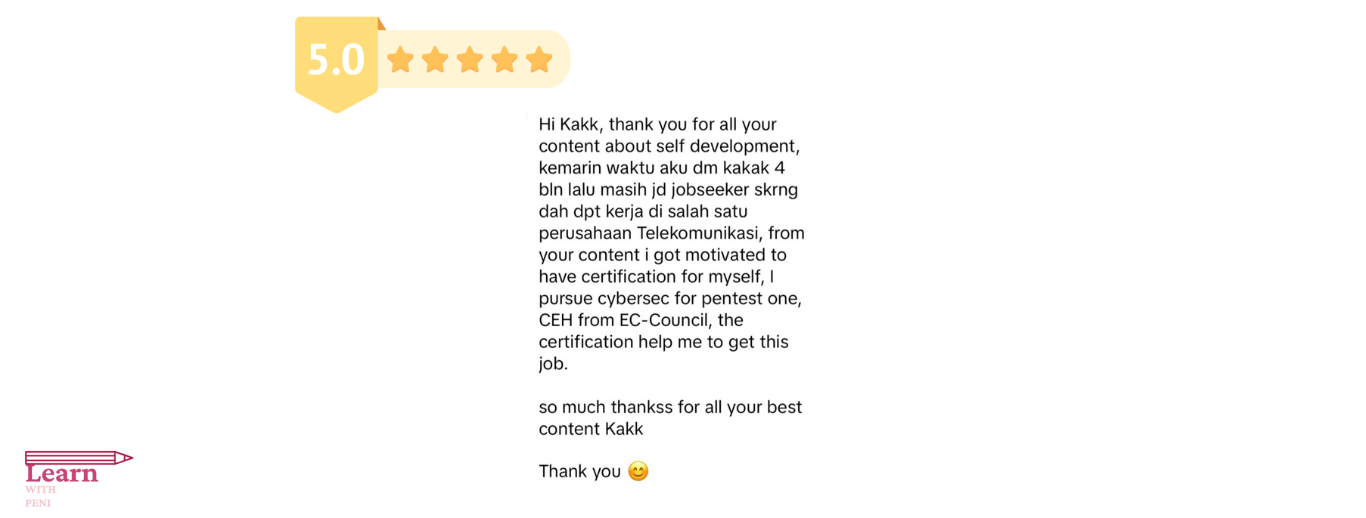 5.0
Hi Kakk, thank you for all your
content about self development,
kemarin waktu aku dm kakak 4
bln lalu masih jd jobseeker skrng
dah dpt kerja di salah satu
perusahaan Telekomunikasi, from
your content i got motivated to
have certification for myself, I
pursue cybersec for pentest one,
CEH from EC-Council, the
certification help me to get this
job.
so much thankss for all your best
content Kakk
Thank you 😊
Learn
WITH
PENI